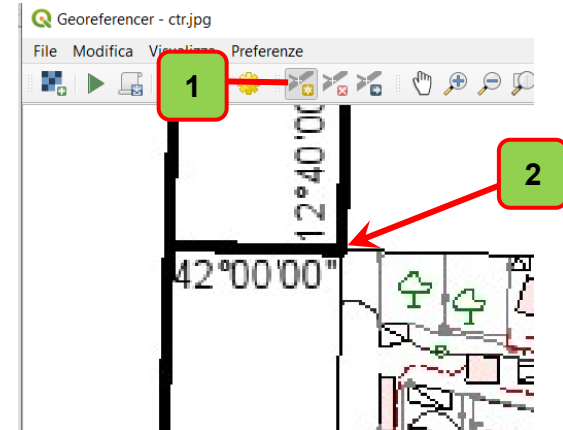 Georeferencer - ctr.jpg
File Modifica Visualizza Preferenze
1
2
12°40'00
42°00'00"